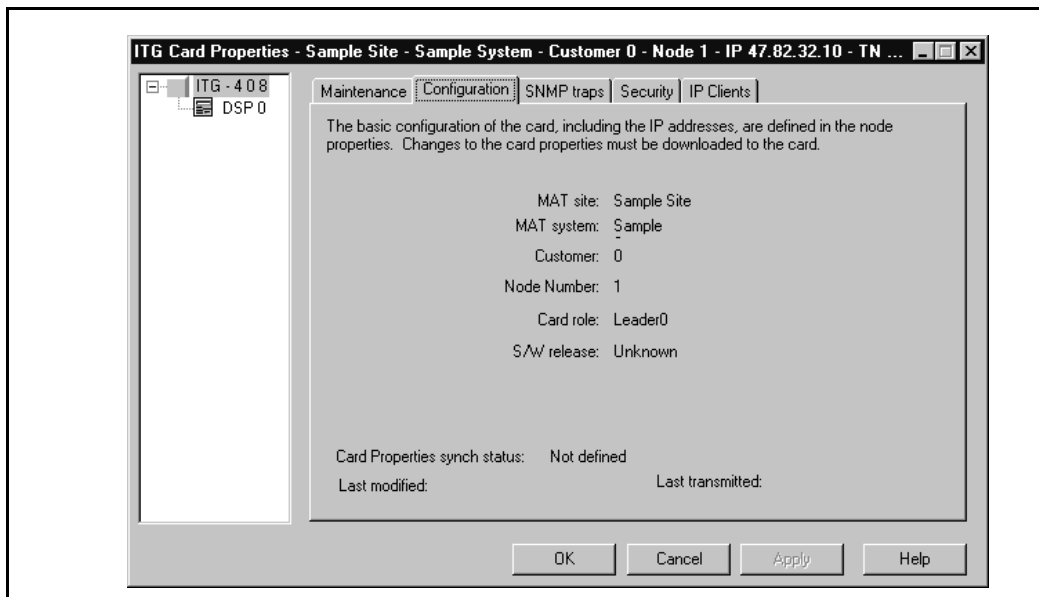 ITG Card Properties - Sample Site - Sample System - Customer 0 - Node 1 - IP 47.82.32.10 - TN ...
ITG - 4 0 8
DSP 0
Maintenance Configuration SNMP traps Security IP Clients
The basic configuration of the card, including the IP addresses, are defined in the node
properties. Changes to the card properties must be downloaded to the card.
MAT site: Sample Site
MAT system: Sample
Customer: 0
Node Number: 1
Card role: Leader0
S/W release: Unknown
Card Properties synch status: Not defined
Last modified: Last transmitted:
OK Cancel Apply Help